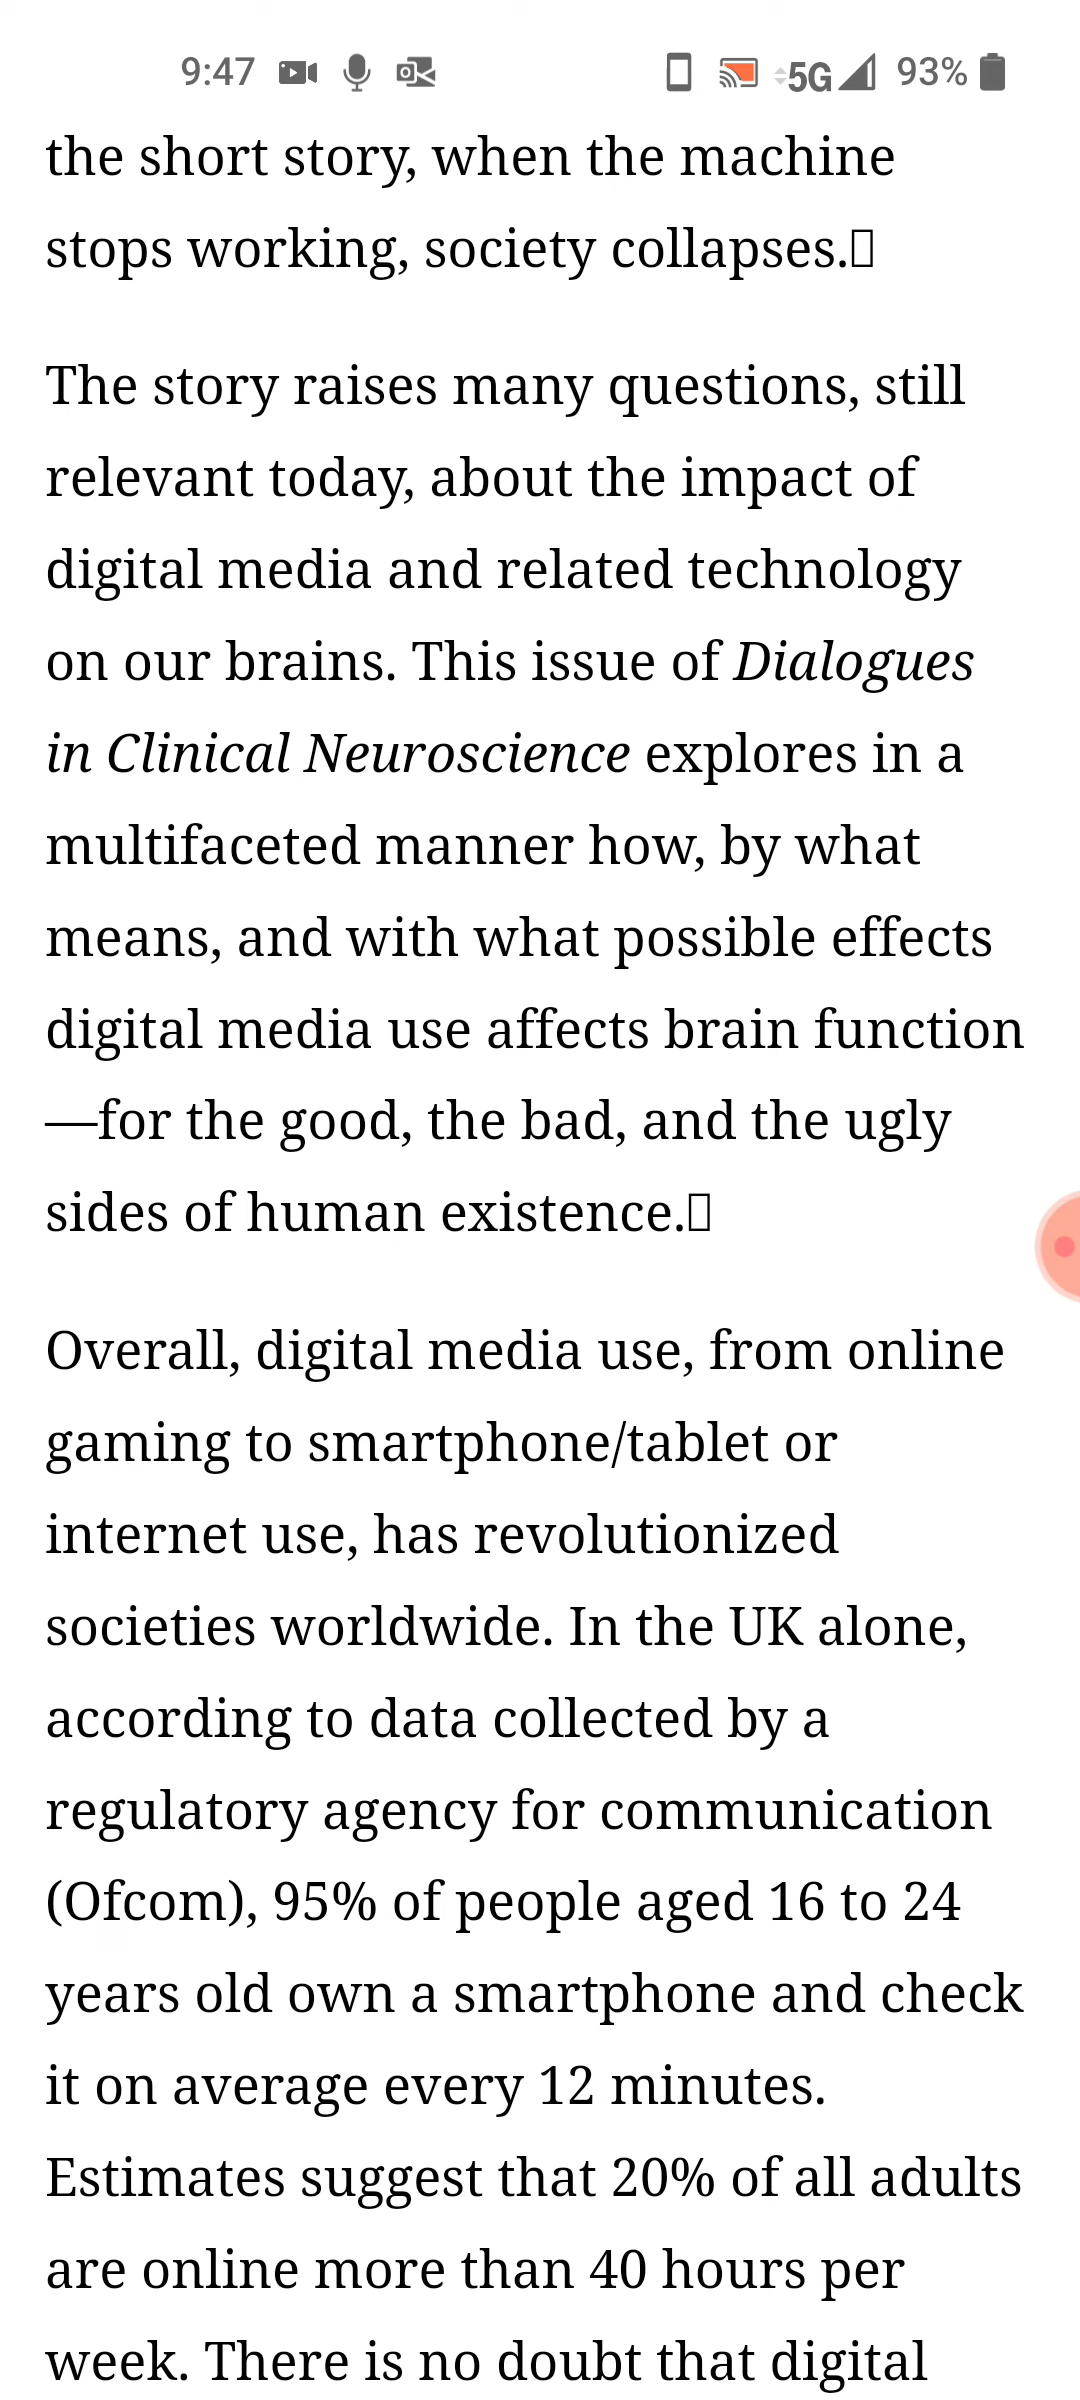 9:47 5G 93%
the short story, when the machine
stops working, society collapses.
The story raises many questions, still
relevant today, about the impact of
digital media and related technology
on our brains. This issue of Dialogues
in Clinical Neuroscience explores in a
multifaceted manner how, by what
means, and with what possible effects
digital media use affects brain function
—for the good, the bad, and the ugly
sides of human existence.
Overall, digital media use, from online
gaming to smartphone/tablet or
internet use, has revolutionized
societies worldwide. In the UK alone,
according to data collected by a
regulatory agency for communication
(Ofcom), 95% of people aged 16 to 24
years old own a smartphone and check
it on average every 12 minutes.
Estimates suggest that 20% of all adults
are online more than 40 hours per
week. There is no doubt that digital